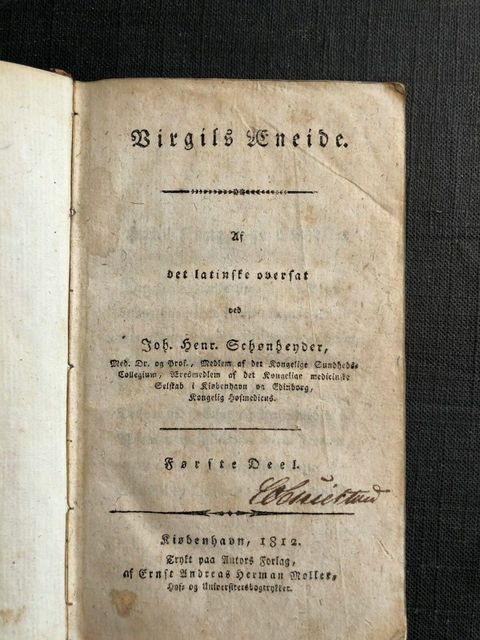 Virgils Æneide.
Af
det latinske oversat
ved
Joh. Henr. Schønheyder,
Med. Dr. og Prof., Medlem af det Kongelige Sundheds-
Collegium, Æresmedlem af det Kongelige medicinske
Selskab i Kiøbenhavn og Edinborg,
Kongelig Hofmedicus.
Første Deel.
Kiøbenhavn, 1812.
Trykt paa Autors Forlag,
af Ernst Andreas Herman Møller,
Hof- og Universitetsbogtrykker.